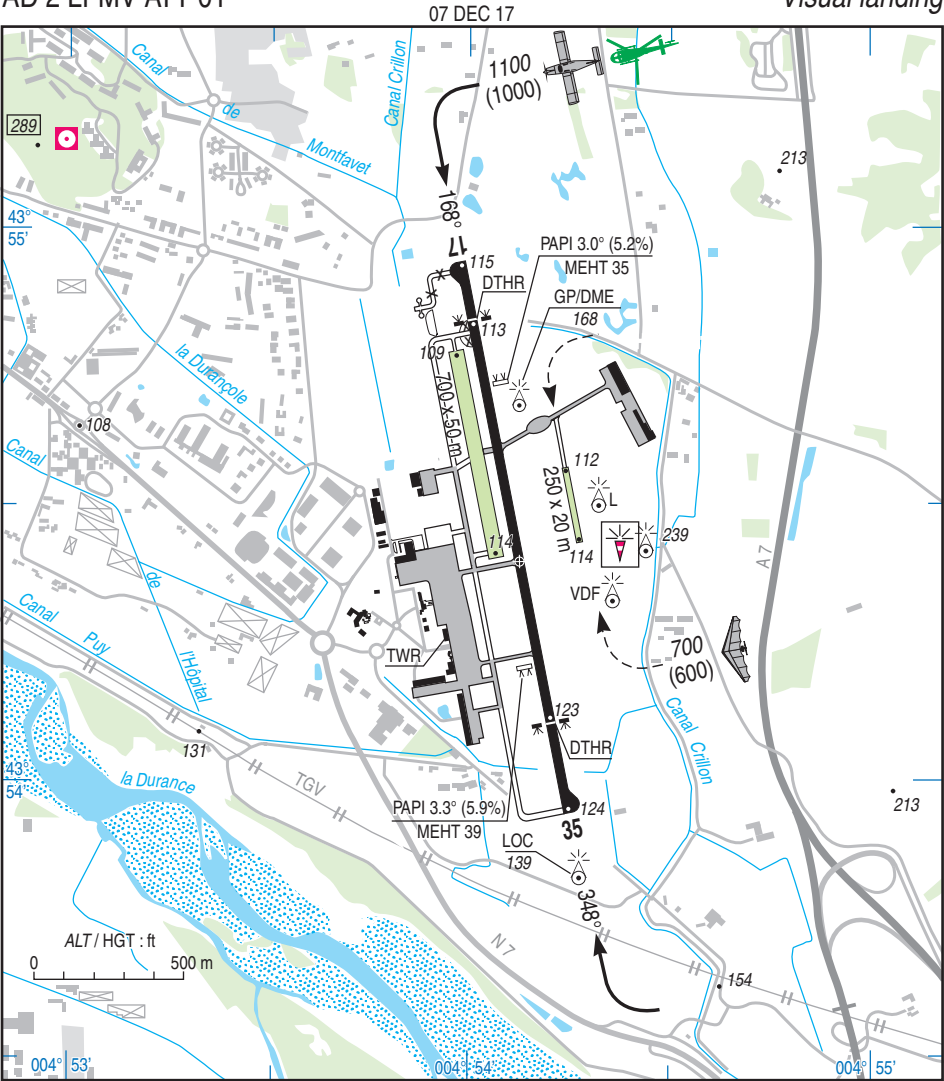 AD 2 LFMV APP 01
Visual landing
07 DEC 17
Canal
de
Montfavet
Canal Crillon
1100
(1000)
289
213
43°
55'
168°
17
115
DTHR
113
PAPI 3.0° (5.2%)
MEHT 35
GP/DME
168
109
la Durançole
700 x 50 m
108
Canal
112
250 x 20 m
L
114
114
239
A 7
de
VDF
Canal
Puy
l'Hôpital
TWR
700
(600)
123
Canal Crillon
131
DTHR
43°
54'
la Durance
TGV
PAPI 3.3° (5.9%)
MEHT 39
124
213
35
LOC
139
348°
N 7
ALT / HGT : ft
0
500 m
154
004° 53'
004° 54'
004° 55'